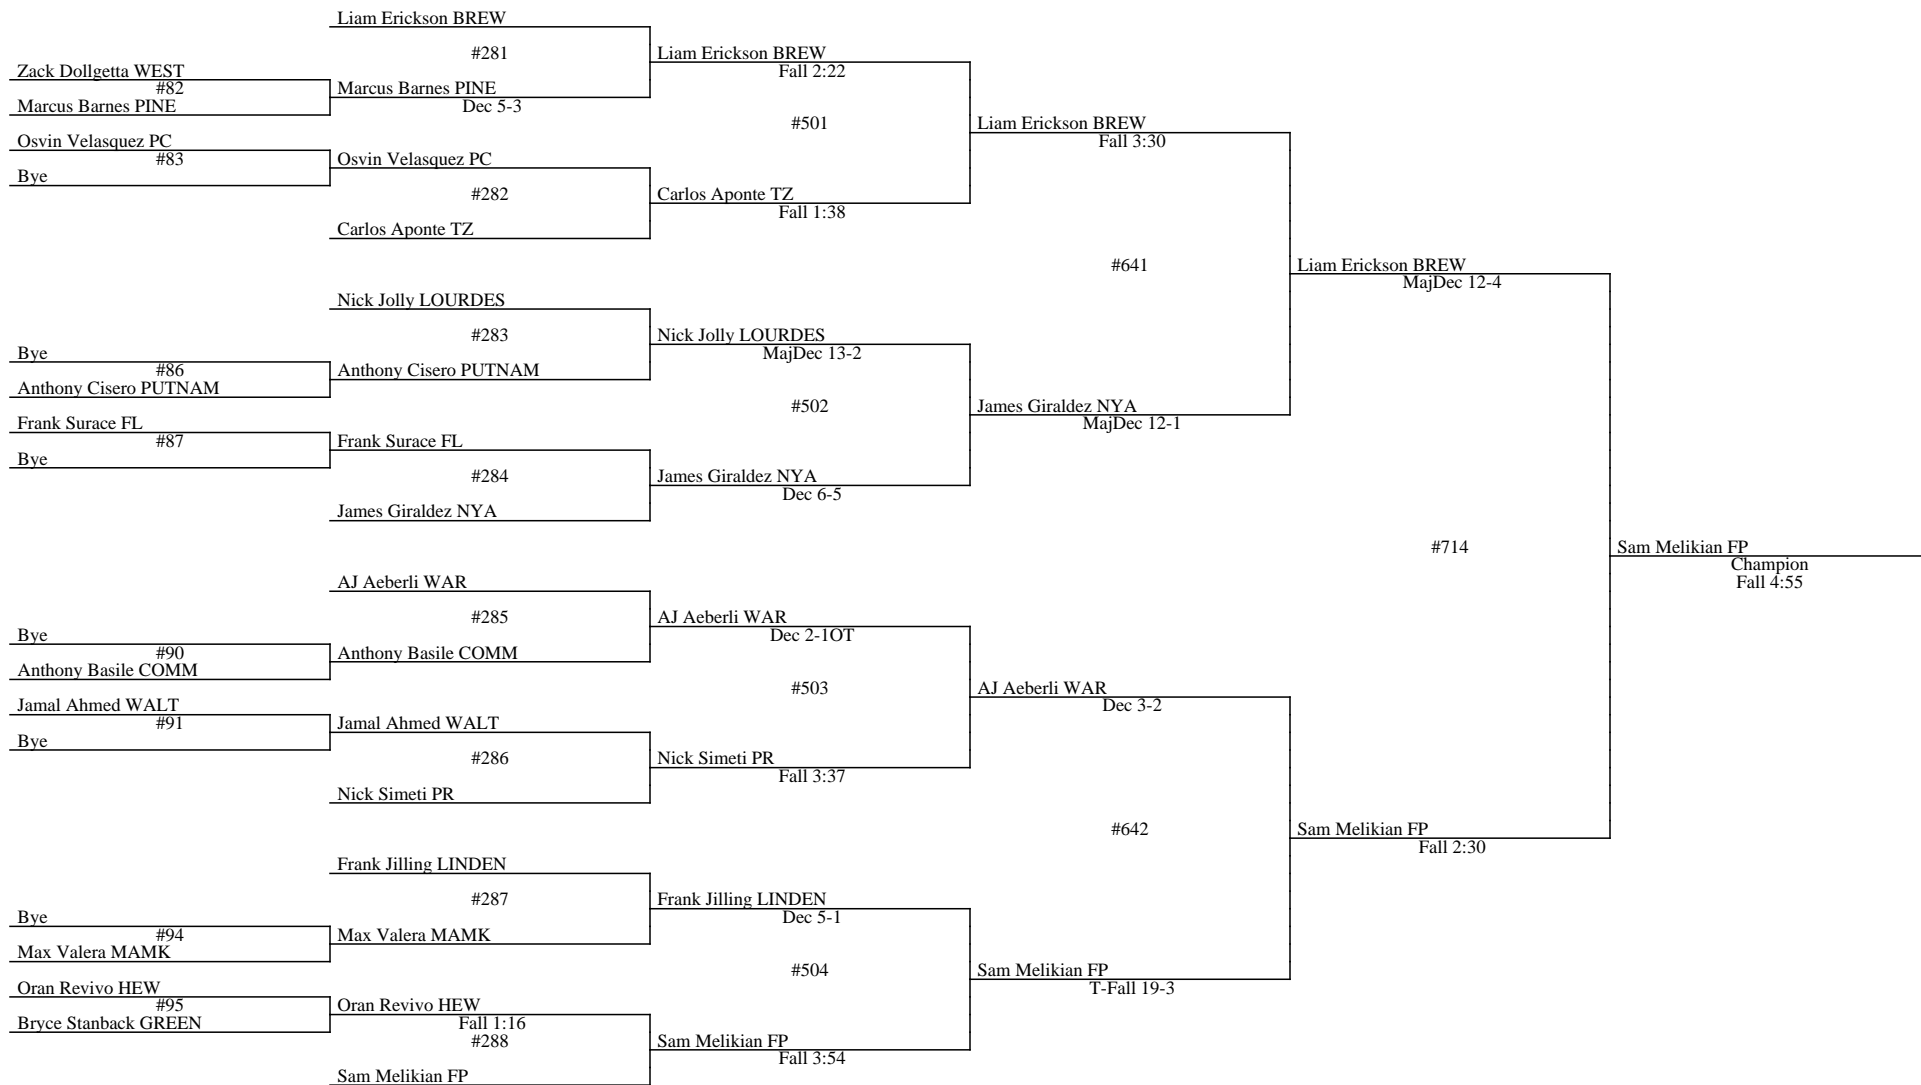 Liam Erickson BREW
#281
Liam Erickson BREW
Zack Dollgetta WEST
Fall 2:22
#82
Marcus Barnes PINE
Marcus Barnes PINE
Dec 5-3
#501
Liam Erickson BREW
Osvin Velasquez PC
Fall 3:30
#83
Osvin Velasquez PC
Bye
#282
Carlos Aponte TZ
Fall 1:38
Carlos Aponte TZ
#641
Liam Erickson BREW
MajDec 12-4
Nick Jolly LOURDES
#283
Nick Jolly LOURDES
Bye
MajDec 13-2
#86
Anthony Cisero PUTNAM
Anthony Cisero PUTNAM
#502
James Giraldez NYA
Frank Surace FL
MajDec 12-1
#87
Frank Surace FL
Bye
#284
James Giraldez NYA
Dec 6-5
James Giraldez NYA
#714
Sam Melikian FP
Champion
Fall 4:55
AJ Aeberli WAR
#285
AJ Aeberli WAR
Bye
Dec 2-1OT
#90
Anthony Basile COMM
Anthony Basile COMM
#503
AJ Aeberli WAR
Jamal Ahmed WALT
Dec 3-2
#91
Jamal Ahmed WALT
Bye
#286
Nick Simeti PR
Fall 3:37
Nick Simeti PR
#642
Sam Melikian FP
Fall 2:30
Frank Jilling LINDEN
#287
Frank Jilling LINDEN
Bye
Dec 5-1
#94
Max Valera MAMK
Max Valera MAMK
#504
Sam Melikian FP
Oran Revivo HEW
T-Fall 19-3
#95
Oran Revivo HEW
Bryce Stanback GREEN
Fall 1:16
#288
Sam Melikian FP
Fall 3:54
Sam Melikian FP